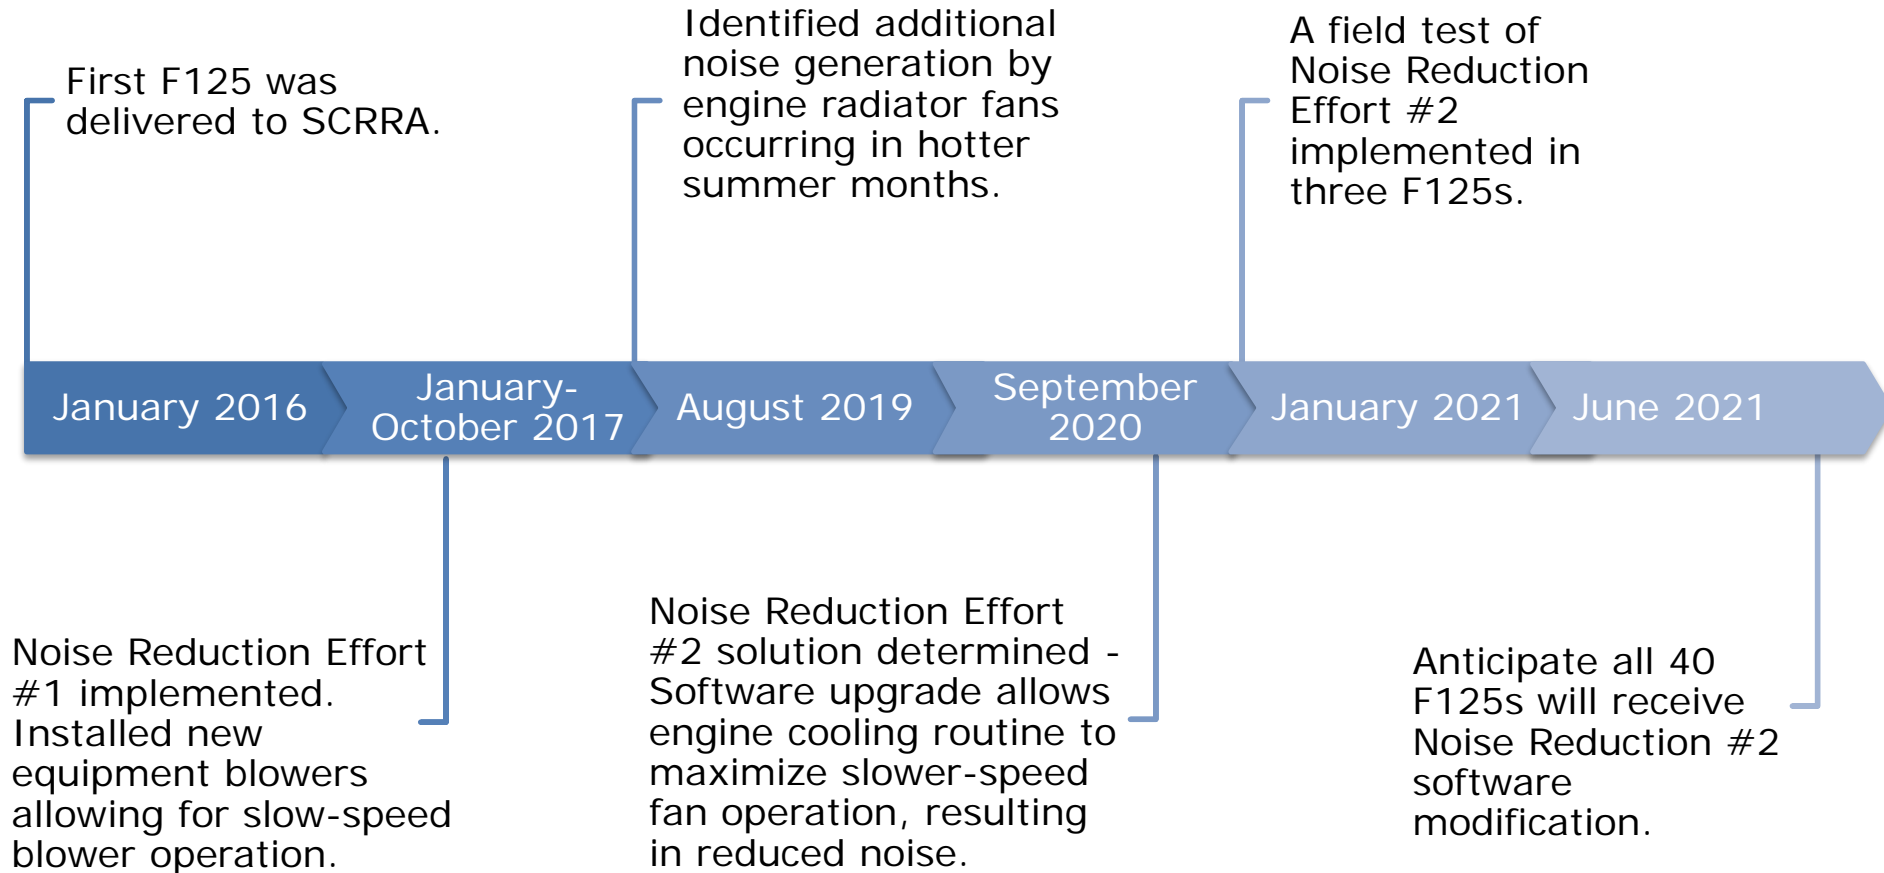 First F125 was
delivered to SCRRA.
Identified additional
noise generation by
engine radiator fans
occurring in hotter
summer months.
A field test of
Noise Reduction
Effort #2
implemented in
three F125s.
January 2016
January-
October 2017
August 2019
September
2020
January 2021
June 2021
Noise Reduction Effort
#1 implemented.
Installed new
equipment blowers
allowing for slow-speed
blower operation.
Noise Reduction Effort
#2 solution determined -
Software upgrade allows
engine cooling routine to
maximize slower-speed
fan operation, resulting
in reduced noise.
Anticipate all 40
F125s will receive
Noise Reduction #2
software
modification.